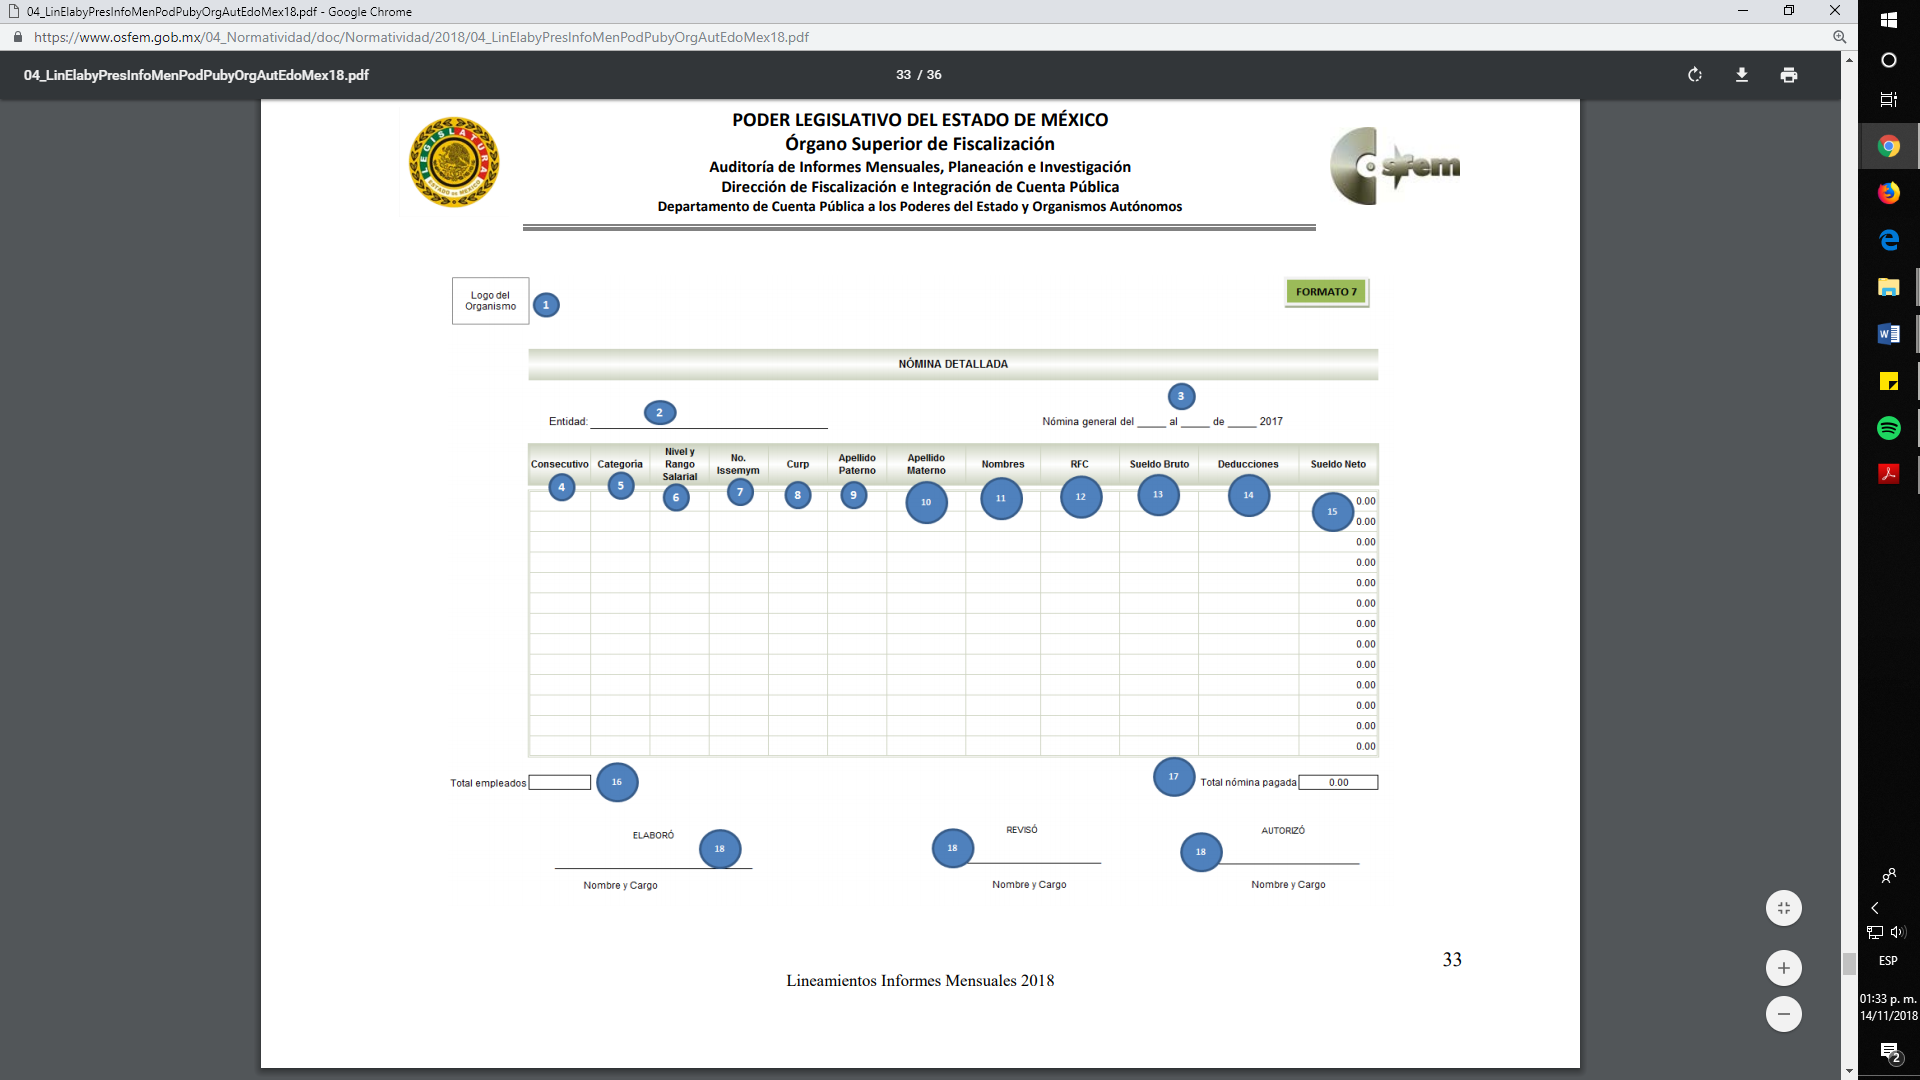 04_LinElabyPresInfoMenPodPubyOrgAutEdoMex18.pdf - Google Chrome
https://www.osfem.gob.mx/04_Normatividad/doc/Normatividad/2018/04_LinElabyPresInfoMenPodPubyOrgAutEdoMex18.pdf
04_LinElabyPresInfoMenPodPubyOrgAutEdoMex18.pdf
33 / 36
PODER LEGISLATIVO DEL ESTADO DE MÉXICO
Órgano Superior de Fiscalización
Auditoría de Informes Mensuales, Planeación e Investigación
Dirección de Fiscalización e Integración de Cuenta Pública
Departamento de Cuenta Pública a los Poderes del Estado y Organismos Autónomos
LEGISLATURA
ESTADO DE MÉXICO
osfem
Logo del
Organismo
1
FORMATO 7
NÓMINA DETALLADA
2
3
Entidad:
Nómina general del _____ al _____ de _____ 2017
Consecutivo Categoría Nivel y Rango Salarial No. Issemym Curp Apellido Paterno Apellido Materno Nombres RFC Sueldo Bruto Deducciones Sueldo Neto
4 5 6 7 8 9 10 11 12 13 14 15
0.00
0.00
0.00
0.00
0.00
0.00
0.00
0.00
0.00
0.00
0.00
0.00
0.00
Total empleados 16 17 Total nómina pagada 0.00
ELABORÓ REVISÓ AUTORIZÓ
18 18 18
Nombre y Cargo Nombre y Cargo Nombre y Cargo
33
Lineamientos Informes Mensuales 2018
ESP
01:33 p. m.
14/11/2018
2